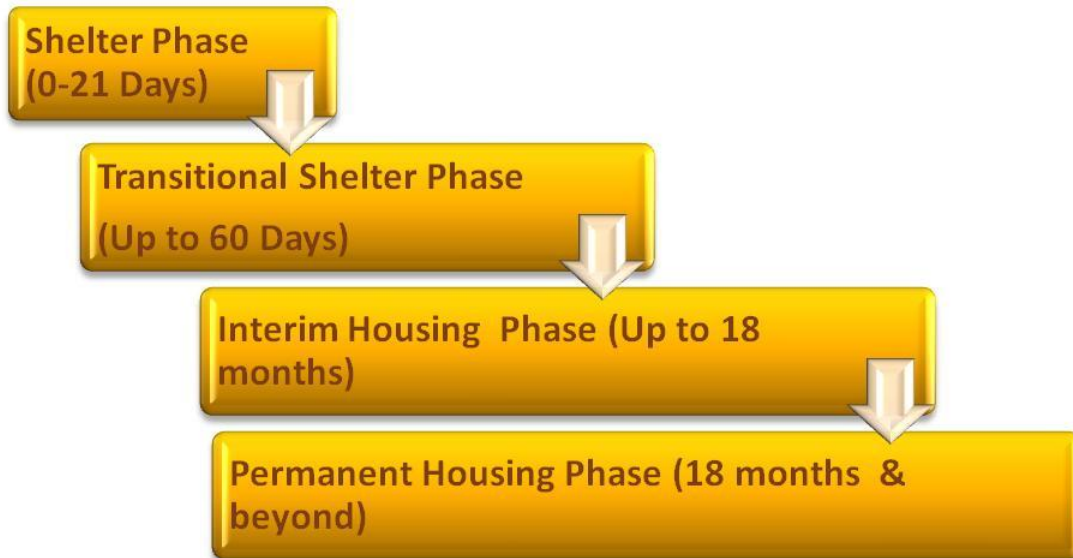 Shelter Phase
(0-21 Days)
Transitional Shelter Phase
(Up to 60 Days)
Interim Housing  Phase (Up to 18
months)
Permanent Housing Phase (18 months  &
beyond)